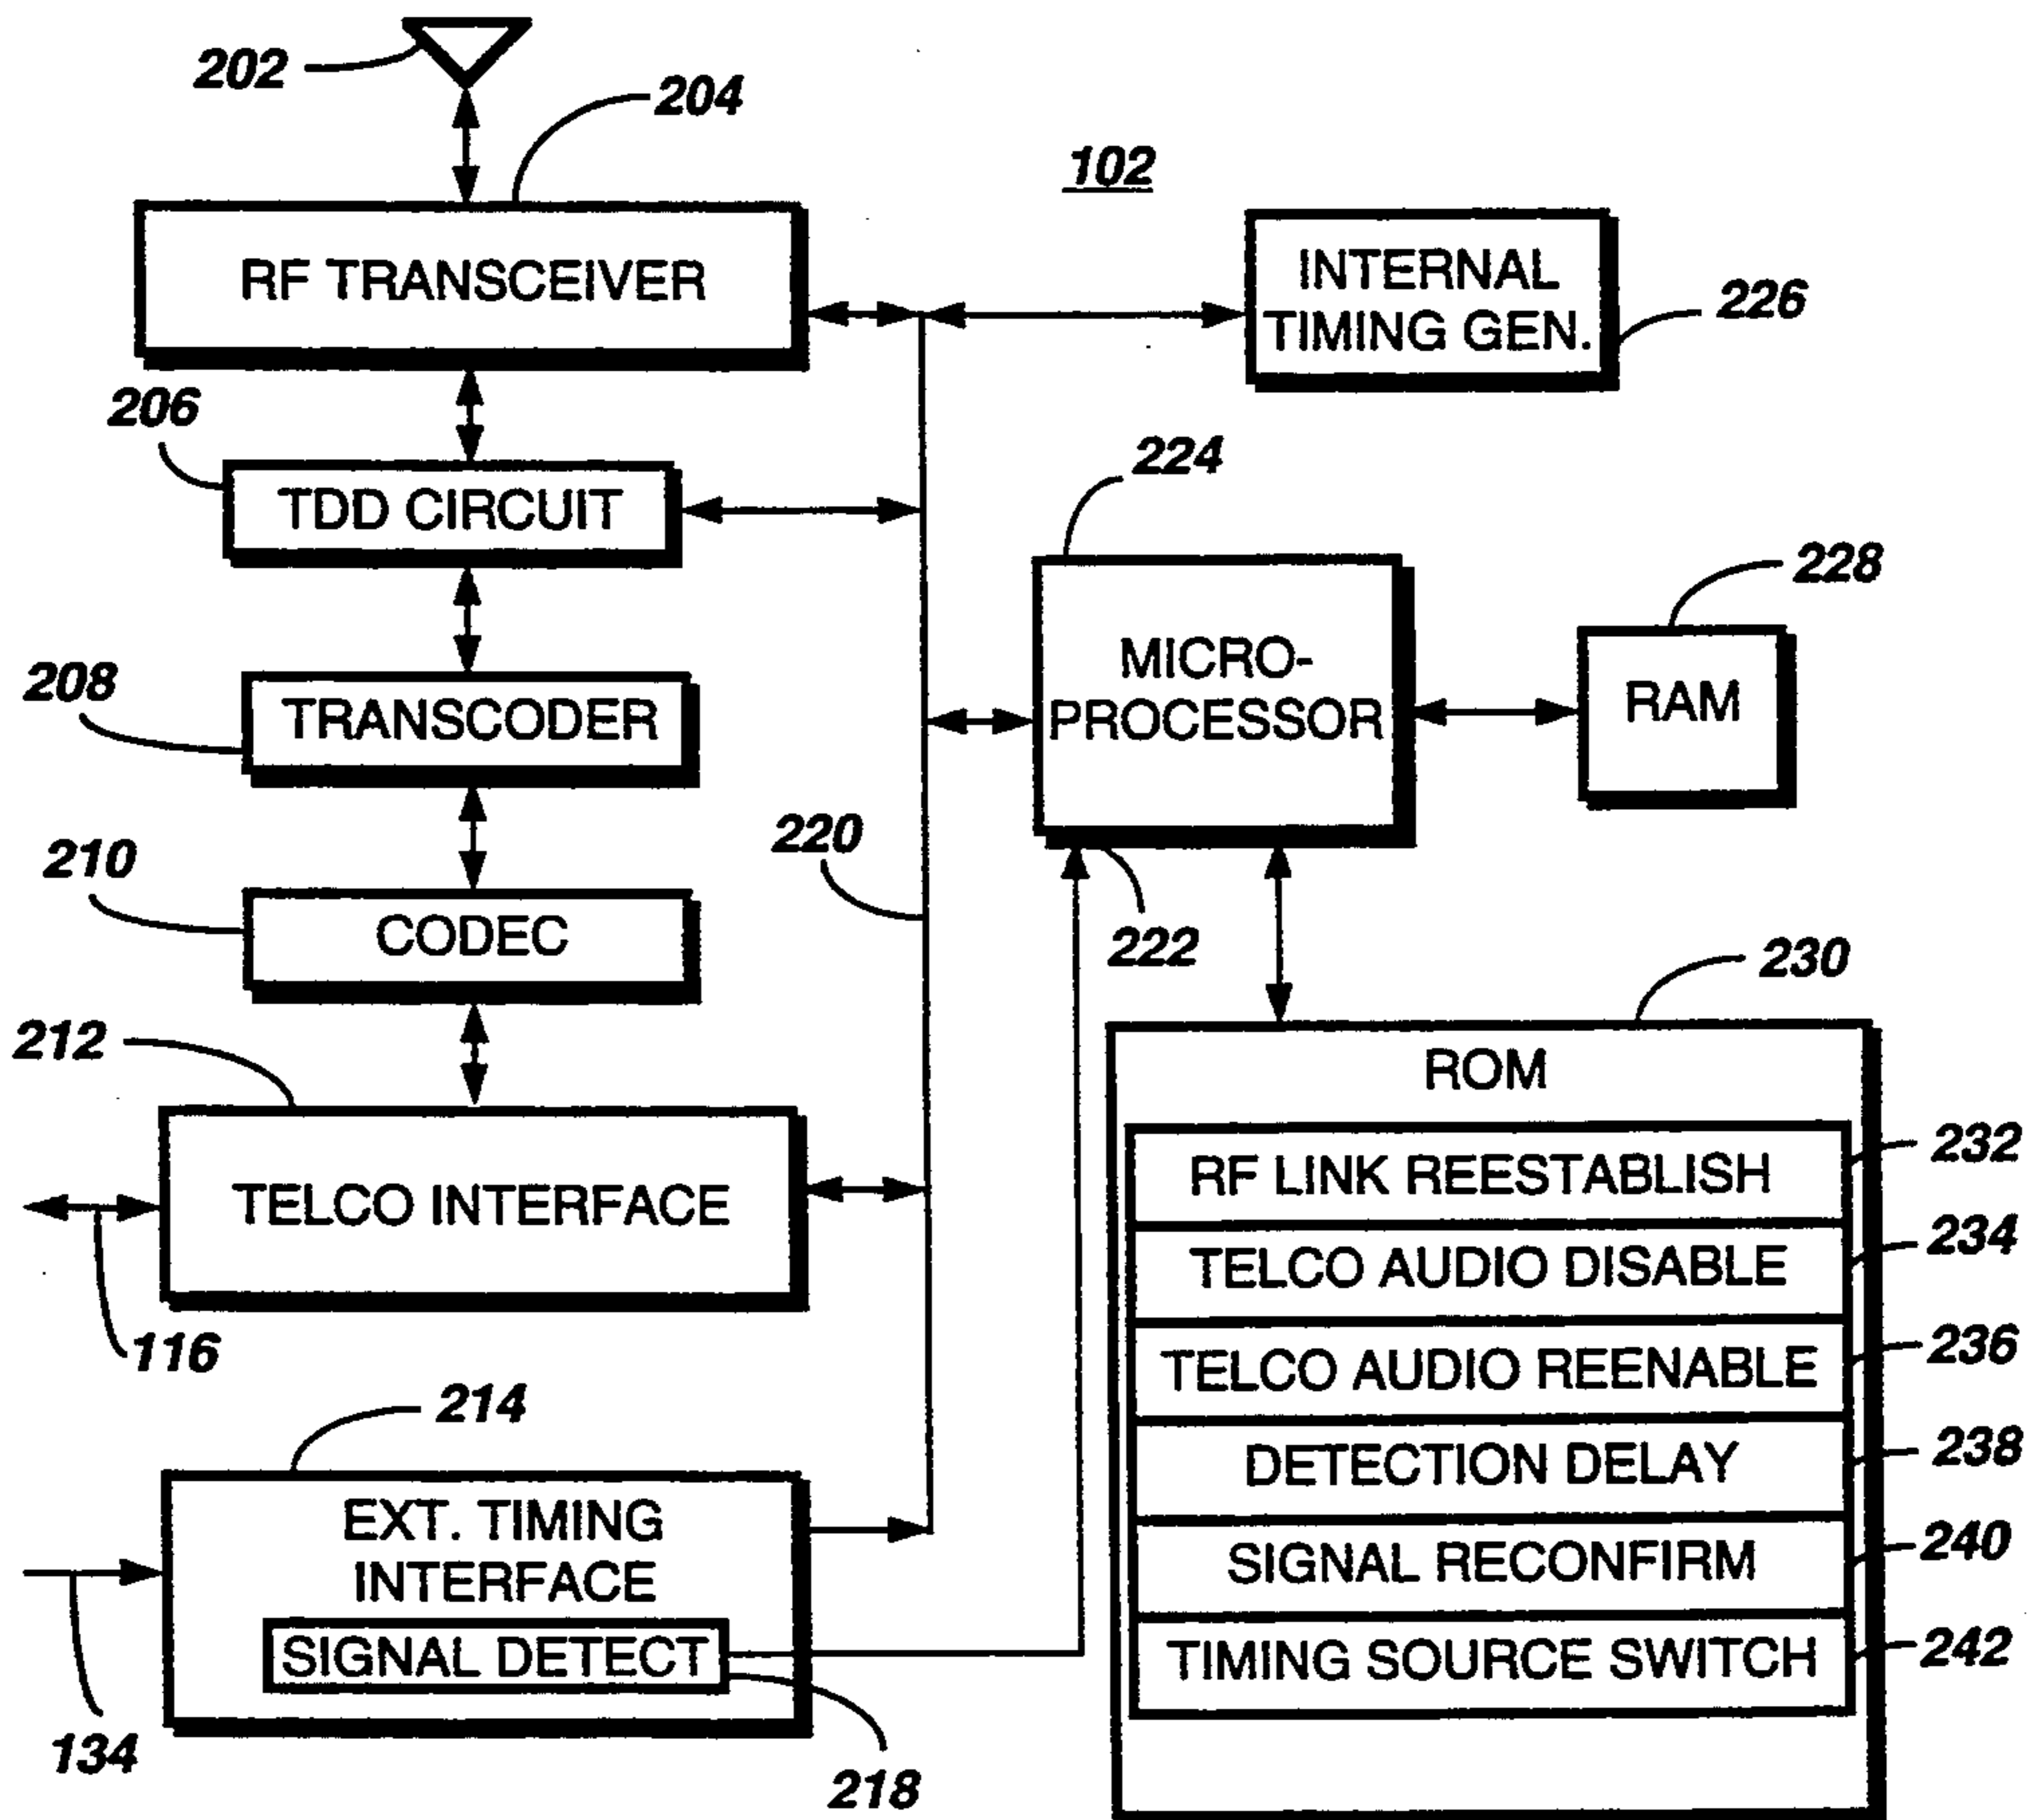 202
204
102
RF TRANSCEIVER
INTERNAL
TIMING GEN.
226
206
TDD CIRCUIT
224
228
MICRO-
PROCESSOR
RAM
208
TRANSCODER
220
210
CODEC
222
230
212
ROM
TELCO INTERFACE
RF LINK REESTABLISH
232
TELCO AUDIO DISABLE
234
116
TELCO AUDIO REENABLE
236
214
DETECTION DELAY
238
EXT. TIMING
INTERFACE
SIGNAL RECONFIRM
240
SIGNAL DETECT
TIMING SOURCE SWITCH
242
134
218